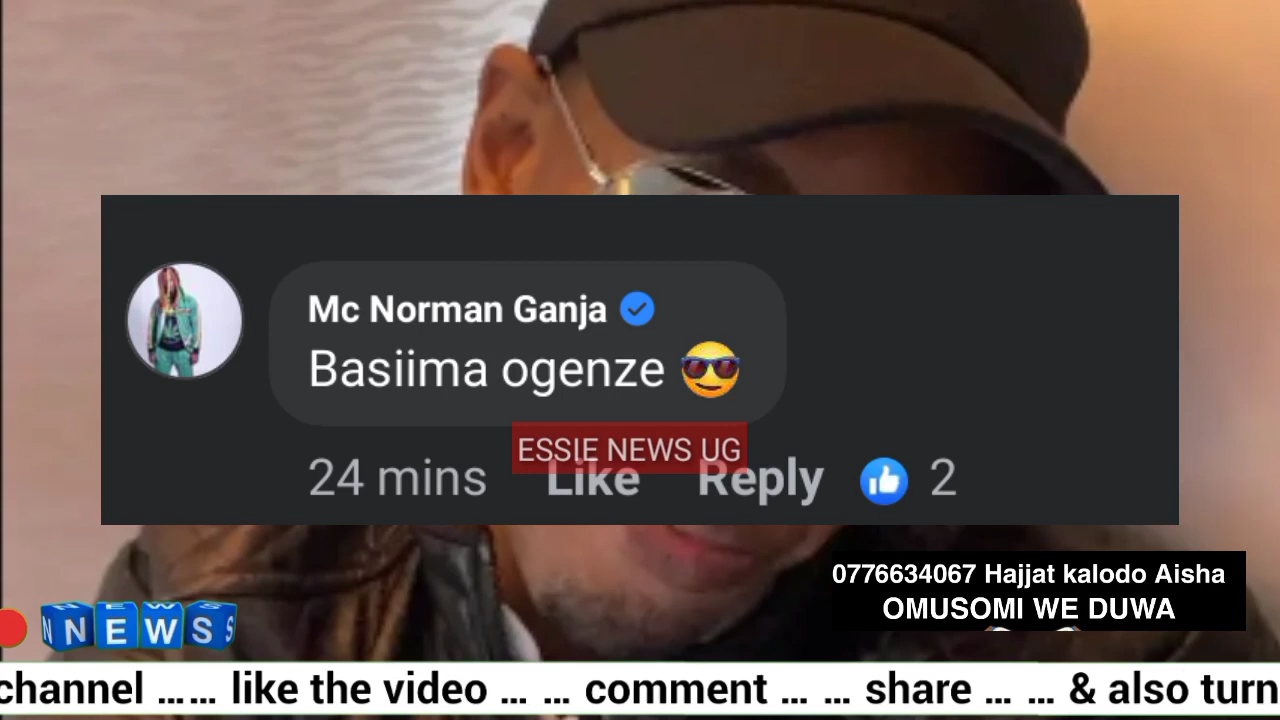 Mc Norman Ganja
Basiima ogenze 😎
ESSIE NEWS UG
24 mins Like Reply 2
0776634067 Hajjat kalodo Aisha
OMUSOMI WE DUWA
NEWS
channel ...... like the video ... ... comment ... ... share ... ... & also turn